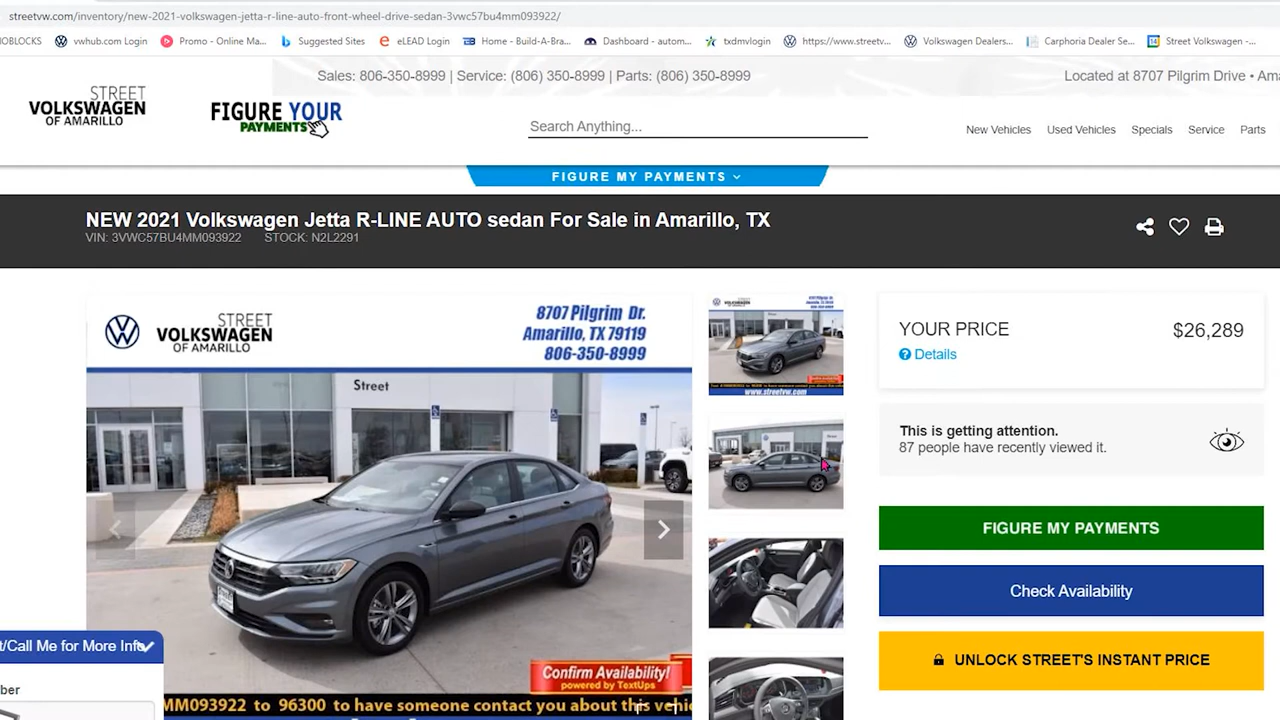 streetvw.com/inventory/new-2021-volkswagen-jetta-r-line-auto-front-wheel-drive-sedan-3vwc57bu4mm093922/
IOBLOCKS vwhub.com Login Promo - Online Ma... Suggested Sites eLEAD Login Home - Build-A-Bra... Dashboard - autom... txdmvlogin https://www.streetv... Volkswagen Dealers... Carphoria Dealer Se... Street Volkswagen -...
Sales: 806-350-8999 | Service: (806) 350-8999 | Parts: (806) 350-8999
Located at 8707 Pilgrim Drive • Ama
STREET
VOLKSWAGEN
OF AMARILLO
FIGURE YOUR
PAYMENTS
Search Anything...
New Vehicles Used Vehicles Specials Service Parts
FIGURE MY PAYMENTS
NEW 2021 Volkswagen Jetta R-LINE AUTO sedan For Sale in Amarillo, TX
VIN: 3VWC57BU4MM093922 STOCK: N2L2291
STREET
VOLKSWAGEN
OF AMARILLO
8707 Pilgrim Dr.
Amarillo, TX 79119
806-350-8999
Street
Confirm Availability!
powered by TextUps
MM093922 to 96300 to have someone contact you about this vehi
www.streetvw.com
YOUR PRICE $26,289
Details
This is getting attention.
87 people have recently viewed it.
FIGURE MY PAYMENTS
Check Availability
UNLOCK STREET'S INSTANT PRICE
t/Call Me for More Info
ber